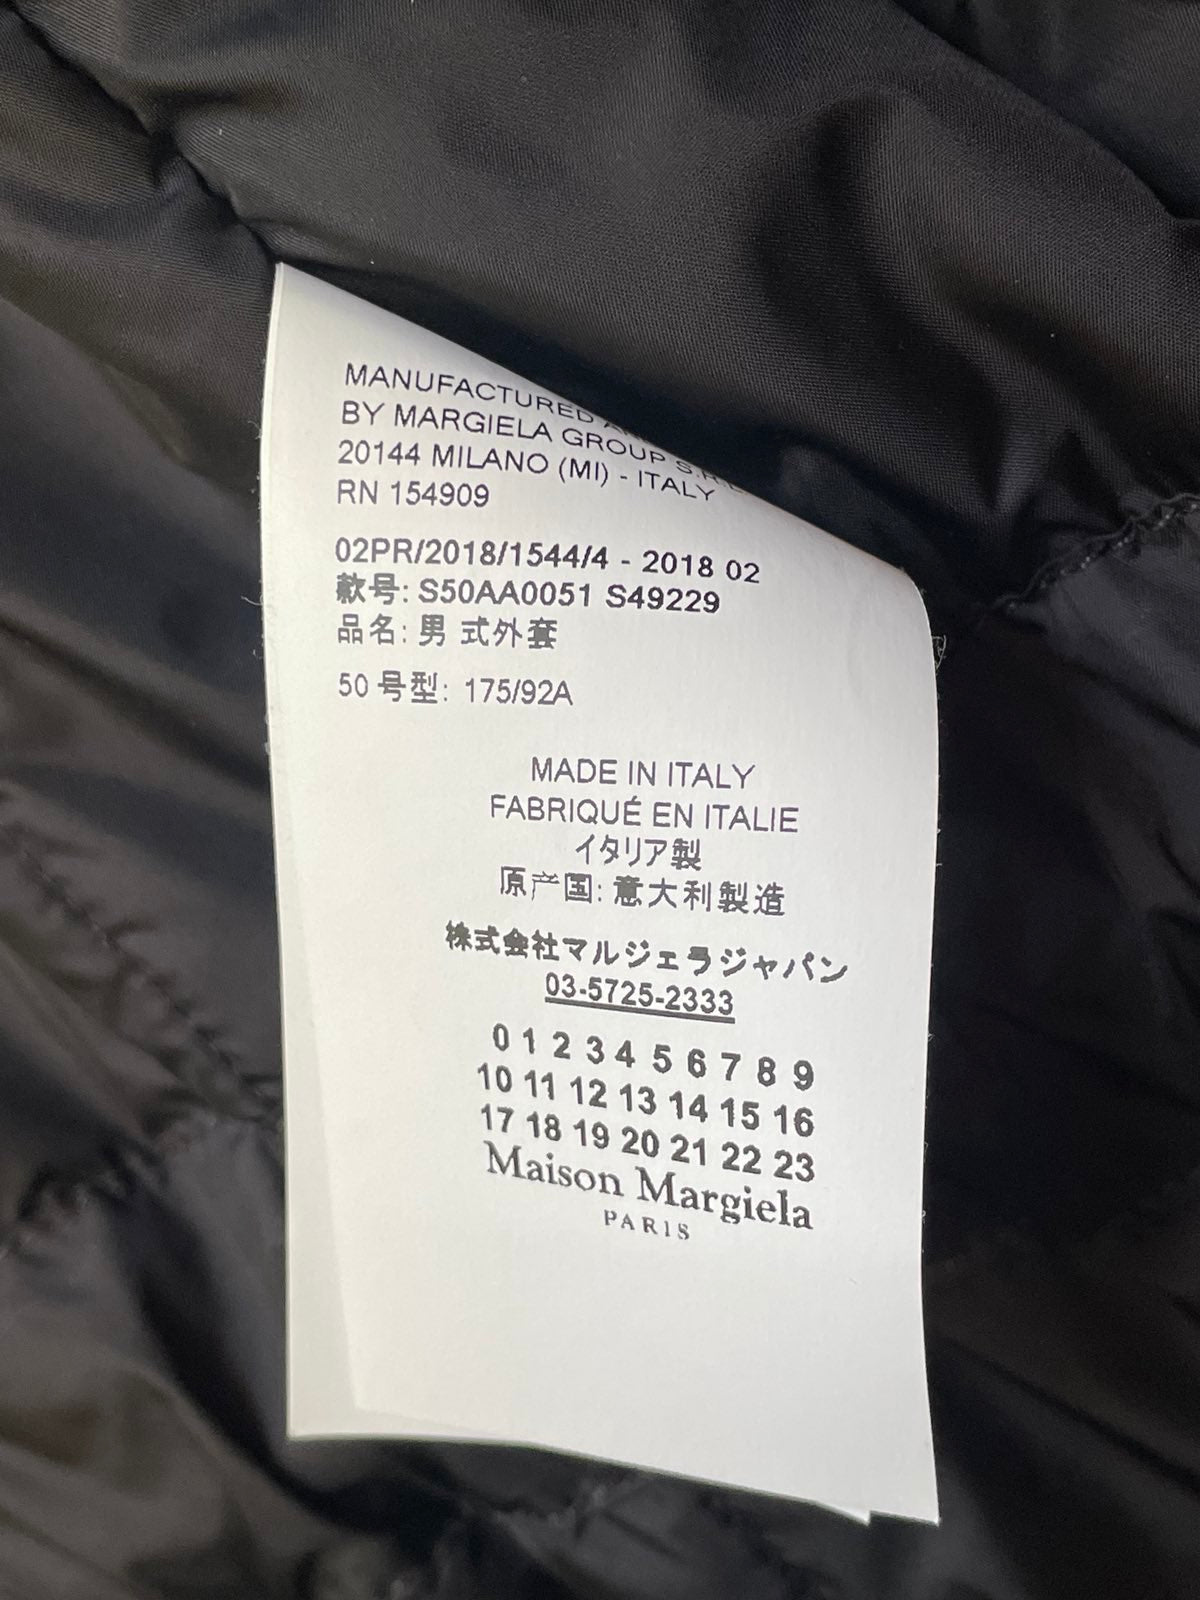 MANUFACTURED
BY MARGIELA GROUP S.R.L.
20144 MILANO (MI) - ITALY
RN 154909
02PR/2018/1544/4 - 2018 02
款号: S50AA0051 S49229
品名: 男 式外套
50 号型: 175/92A
MADE IN ITALY
FABRIQUÉ EN ITALIE
イタリア製
原产国: 意大利製造
株式会社マルジェラジャパン
03-5725-2333
0 1 2 3 4 5 6 7 8 9
10 11 12 13 14 15 16
17 18 19 20 21 22 23
Maison Margiela
PARIS